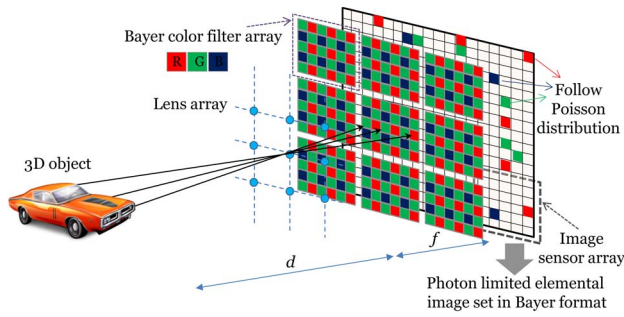 Bayer color filter array
R G B
Lens array
3D object
Follow
Poisson
distribution
d
f
Image
sensor array
Photon limited elemental
image set in Bayer format